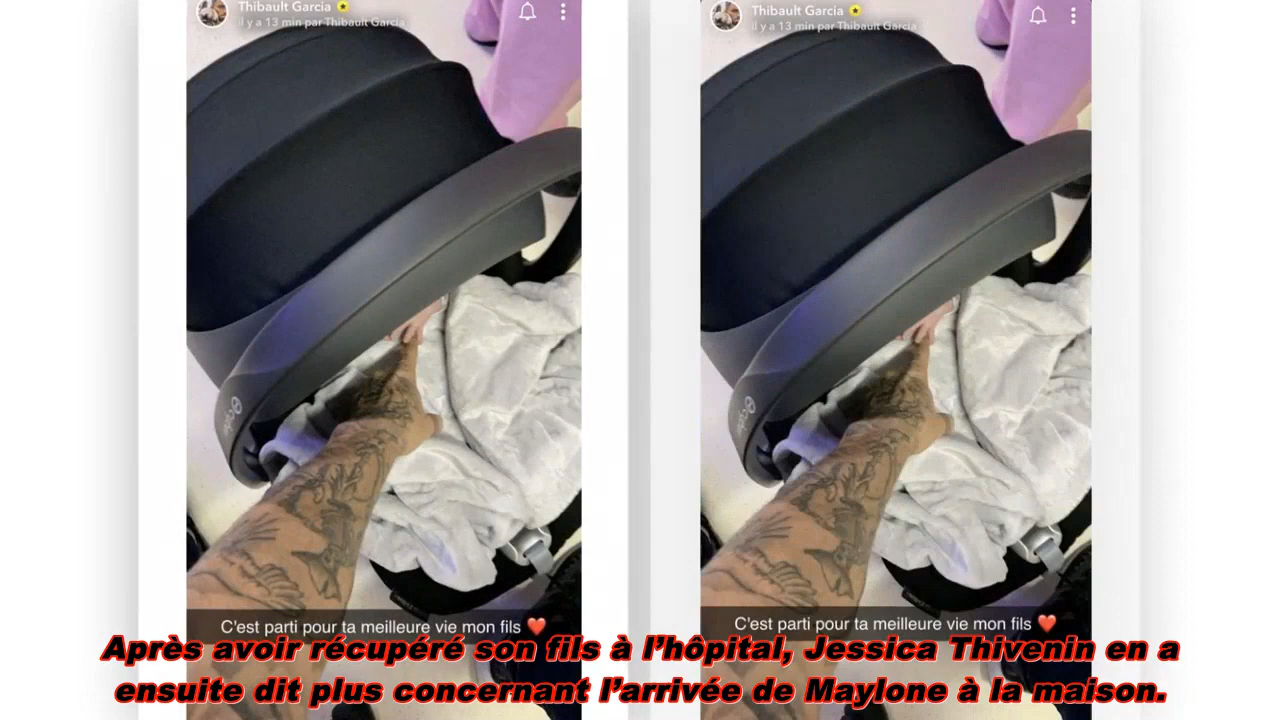 Thibault Garcia
il y a 13 min par Thibault Garcia
Thibault Garcia
il y a 13 min par Thibault Garcia
cybex
cybex
C'est parti pour ta meilleure vie mon fils ❤️
C'est parti pour ta meilleure vie mon fils ❤️
Après avoir récupéré son fils à l’hôpital, Jessica Thivenin en a
ensuite dit plus concernant l’arrivée de Maylone à la maison.